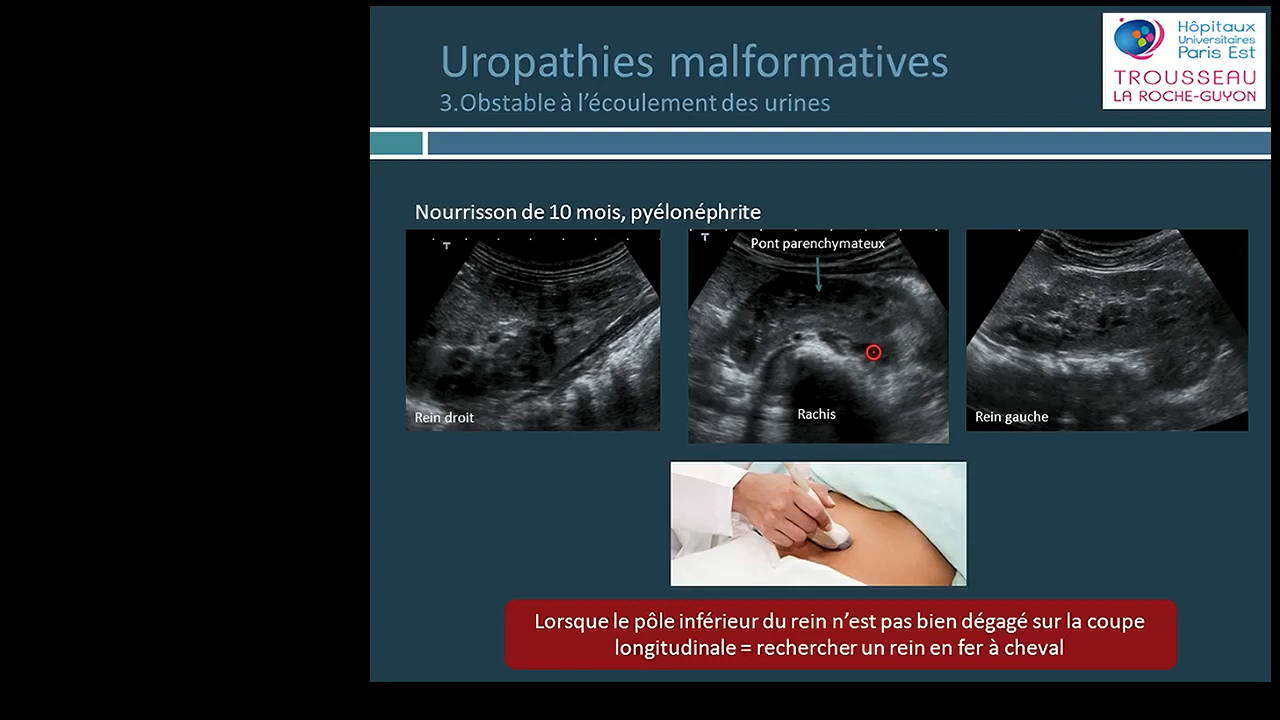 Uropathies malformatives
3.Obstable à l'écoulement des urines
Hôpitaux
Universitaires
Paris Est
TROUSSEAU
LA ROCHE-GUYON
Nourrisson de 10 mois, pyélonéphrite
T
Rein droit
T
Pont parenchymateux
Rachis
Rein gauche
Lorsque le pôle inférieur du rein n'est pas bien dégagé sur la coupe
longitudinale = rechercher un rein en fer à cheval